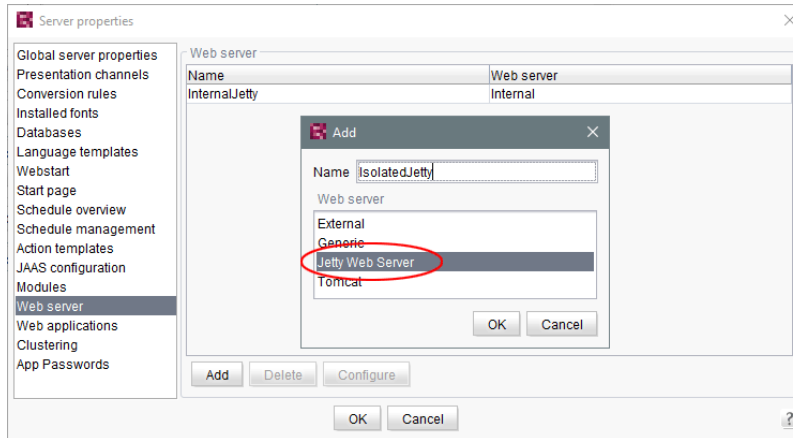 Server properties
Global server properties
Presentation channels
Conversion rules
Installed fonts
Databases
Language templates
Webstart
Start page
Schedule overview
Schedule management
Action templates
JAAS configuration
Modules
Web server
Web applications
Clustering
App Passwords
Web server
Name Web server
InternalJetty Internal
Add
Name IsolatedJetty
Web server
External
Generic
Jetty Web Server
Tomcat
OK Cancel
Add Delete Configure
OK Cancel
?